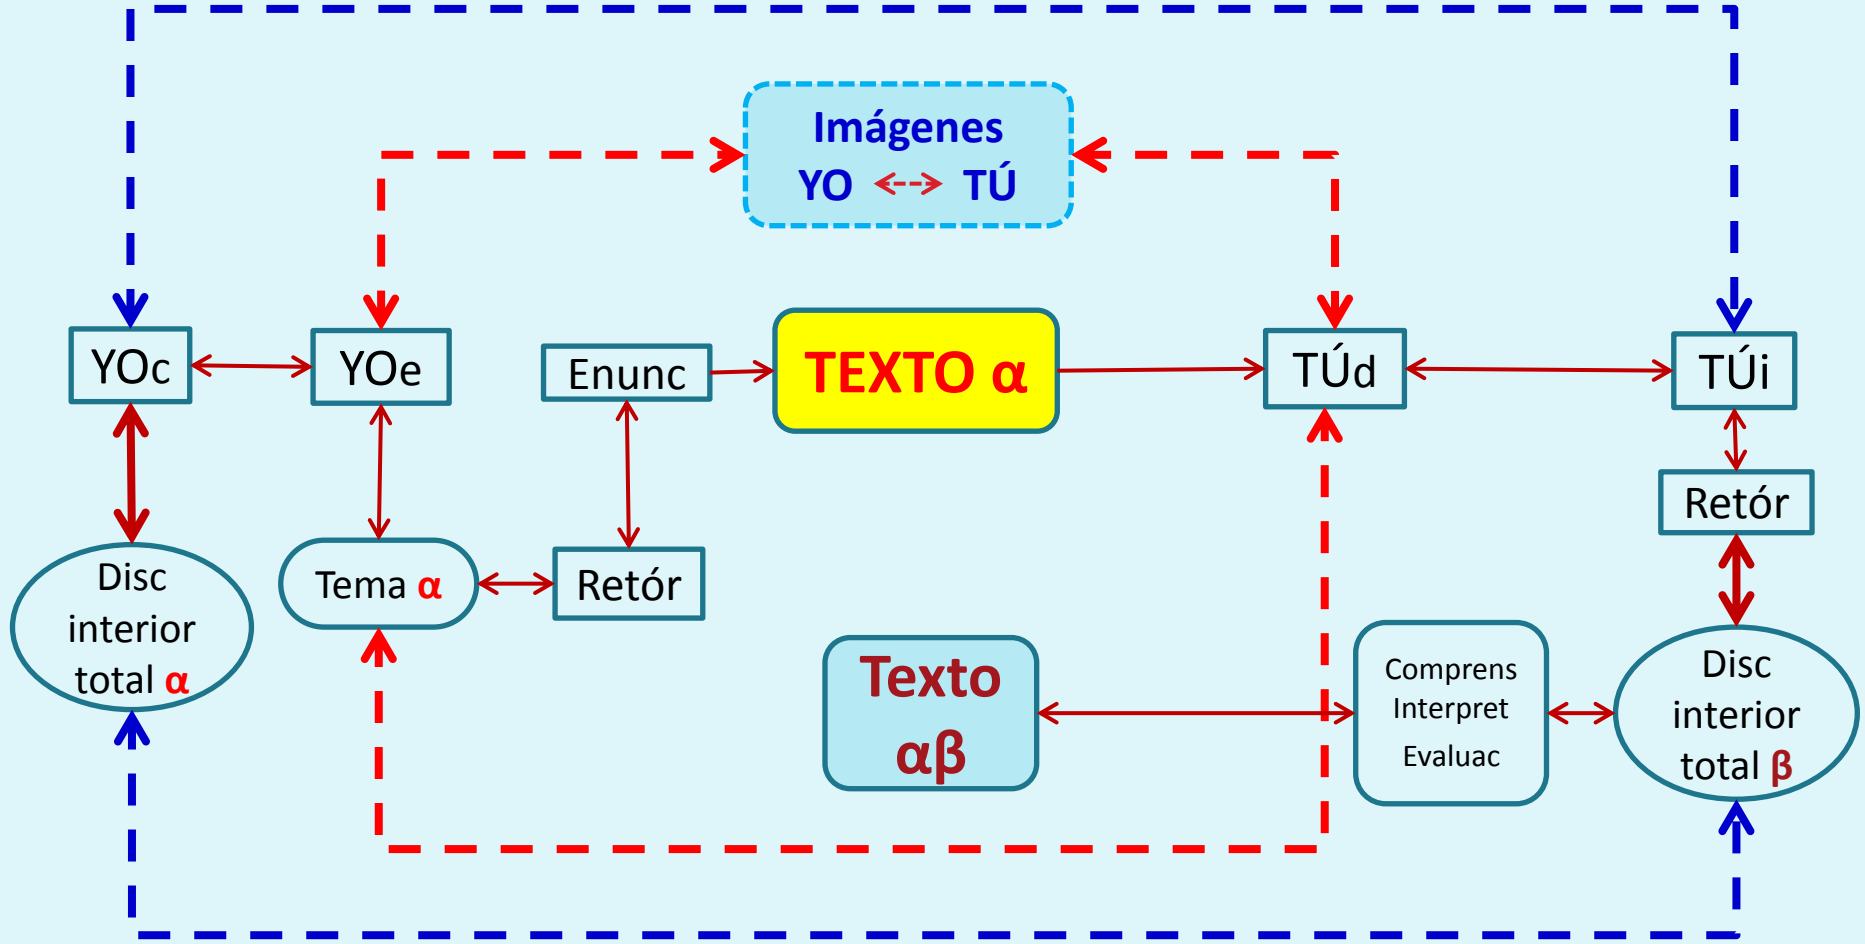 Imágenes
YO TÚ
YOc
YOe
Enunc
TEXTO α
TÚd
TÚi
Retór
Disc
interior
total α
Tema α
Retór
Texto
αβ
Comprens
Interpret
Evaluac
Disc
interior
total β